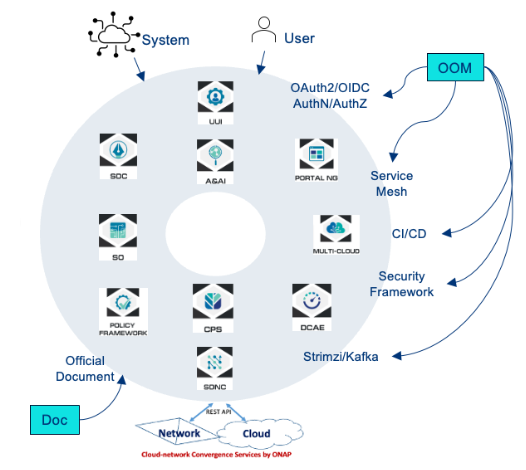 System
User
OOM
OAuth2/OIDC
AuthN/AuthZ
UUI
SDC
A&AI
PORTAL NG
Service
Mesh
SO
MULTI-CLOUD
CI/CD
Security
Framework
POLICY
FRAMEWORK
CPS
DCAE
Strimzi/Kafka
Official
Document
SDNC
Doc
REST API
Network
Cloud
Cloud-network Convergence Services by ONAP